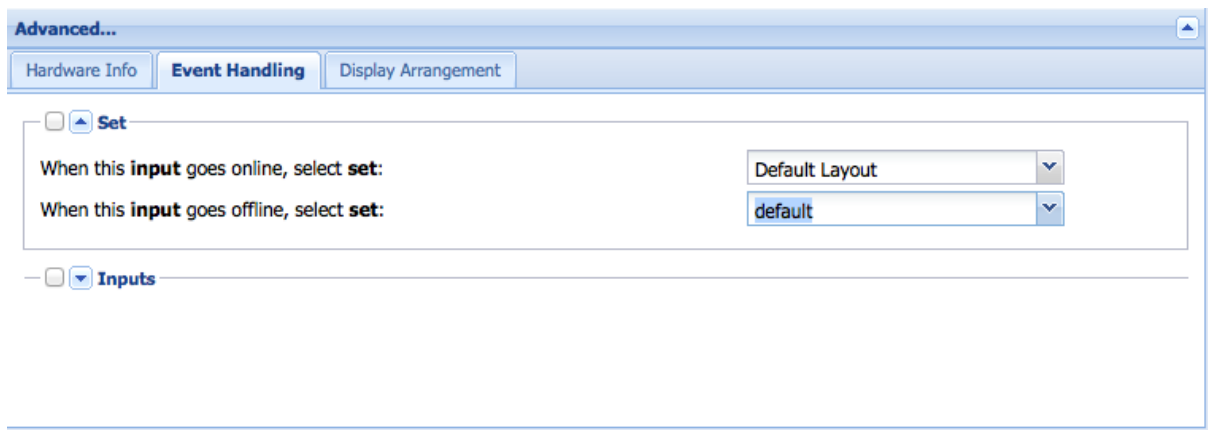 Advanced...
Hardware Info Event Handling Display Arrangement
Set
When this input goes online, select set: Default Layout
When this input goes offline, select set: default
Inputs